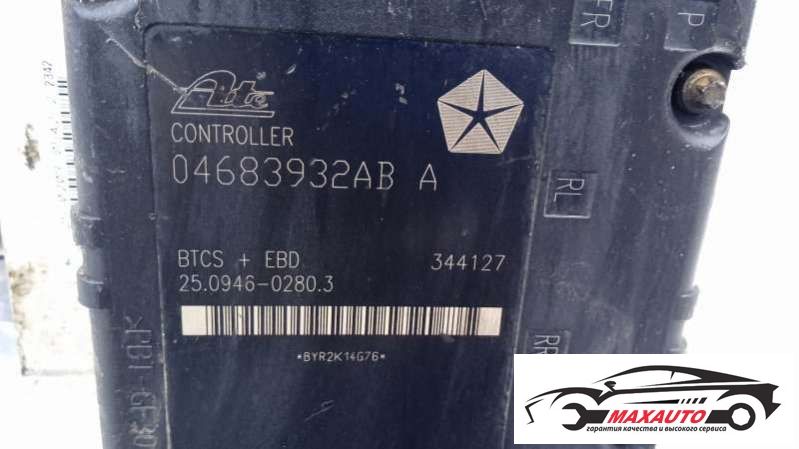 Ate
CONTROLLER
04683932AB A
BTCS + EBD 344127
25.0946-0280.3
*BYR2K14G76*
FR
P
RL
RR
2342
MAXAUTO
гарантия качества и высокого сервиса